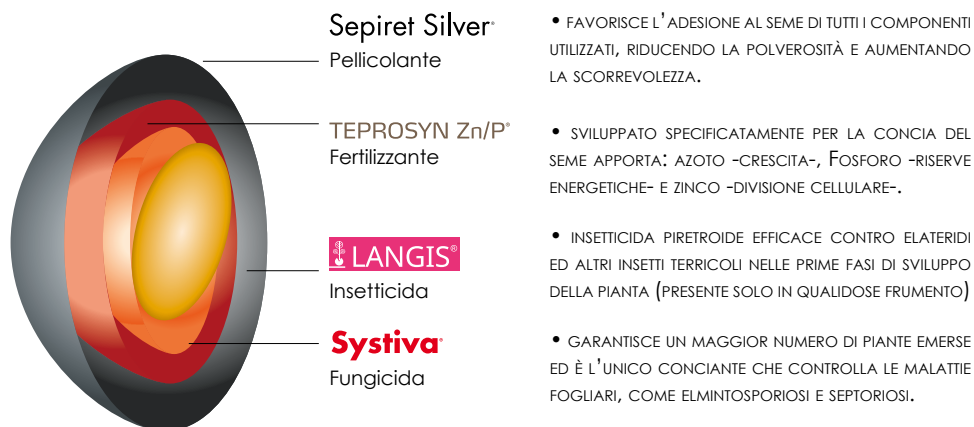 Sepiret Silver®
Pellicolante
• FAVORISCE L'ADESIONE AL SEME DI TUTTI I COMPONENTI
UTILIZZATI, RIDUCENDO LA POLVEROSITÀ E AUMENTANDO
LA SCORREVOLEZZA.
TEPROSYN Zn/P®
Fertilizzante
• SVILUPPATO SPECIFICATAMENTE PER LA CONCIA DEL
SEME APPORTA: AZOTO -CRESCITA-, FOSFORO -RISERVE
ENERGETICHE- E ZINCO -DIVISIONE CELLULARE-.
LANGIS®
Insetticida
• INSETTICIDA PIRETROIDE EFFICACE CONTRO ELATERIDI
ED ALTRI INSETTI TERRICOLI NELLE PRIME FASI DI SVILUPPO
DELLA PIANTA (PRESENTE SOLO IN QUALIDOSE FRUMENTO)
Systiva®
Fungicida
• GARANTISCE UN MAGGIOR NUMERO DI PIANTE EMERSE
ED È L'UNICO CONCIANTE CHE CONTROLLA LE MALATTIE
FOGLIARI, COME ELMINTOSPORIOSI E SEPTORIOSI.